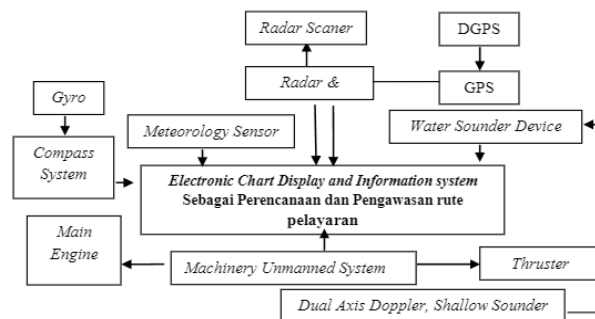 Radar Scaner
DGPS
Radar &
GPS
Gyro
Meteorology Sensor
Water Sounder Device
Compass
System
Electronic Chart Display and Information system
Sebagai Perencanaan dan Pengawasan rute
pelayaran
Main
Engine
Machinery Unmanned System
Thruster
Dual Axis Doppler, Shallow Sounder